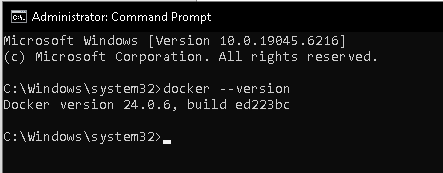 Administrator: Command Prompt
Microsoft Windows [Version 10.0.19045.6216]
(c) Microsoft Corporation. All rights reserved.
C:\Windows\system32>docker --version
Docker version 24.0.6, build ed223bc
C:\Windows\system32>